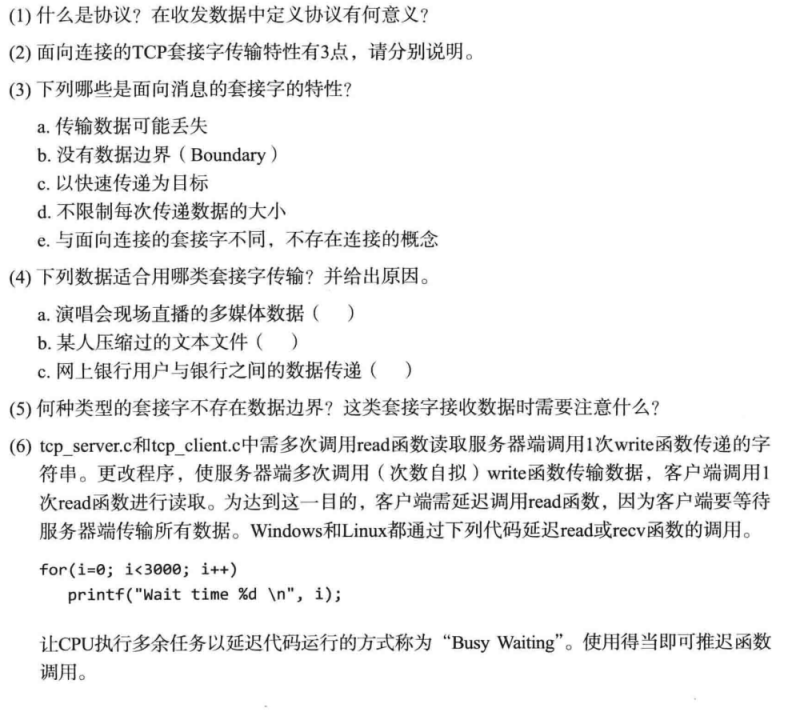 (1) 什么是协议？在收发数据中定义协议有何意义？
(2) 面向连接的TCP套接字传输特性有3点，请分别说明。
(3) 下列哪些是面向消息的套接字的特性？
a. 传输数据可能丢失
b. 没有数据边界（Boundary）
c. 以快速传递为目标
d. 不限制每次传递数据的大小
e. 与面向连接的套接字不同，不存在连接的概念
(4) 下列数据适合用哪类套接字传输？并给出原因。
a. 演唱会现场直播的多媒体数据（ ）
b. 某人压缩过的文本文件（ ）
c. 网上银行用户与银行之间的数据传递（ ）
(5) 何种类型的套接字不存在数据边界？这类套接字接收数据时需要注意什么？
(6) tcp_server.c和tcp_client.c中需多次调用read函数读取服务器端调用1次write函数传递的字
符串。更改程序，使服务器端多次调用（次数自拟）write函数传输数据，客户端调用1
次read函数进行读取。为达到这一目的，客户端需延迟调用read函数，因为客户端要等待
服务器端传输所有数据。Windows和Linux都通过下列代码延迟read或recv函数的调用。
for(i=0; i<3000; i++)
printf("Wait time %d \n", i);
让CPU执行多余任务以延迟代码运行的方式称为“Busy Waiting”。使用得当即可推迟函数
调用。